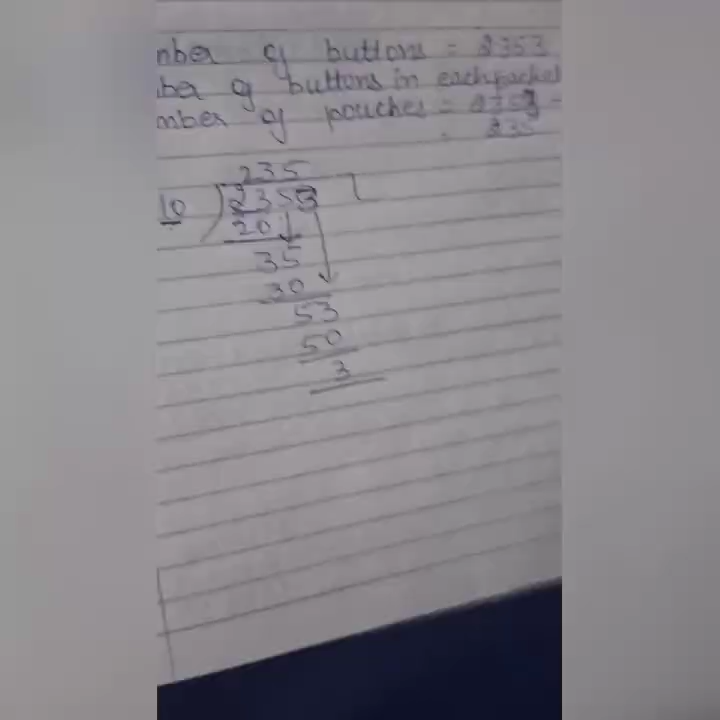 nber of buttons = 2353
ber of buttons in each packet
mber of pouches = 2353 -
= 235
235
10 ) 2353
20
35
30
53
50
3